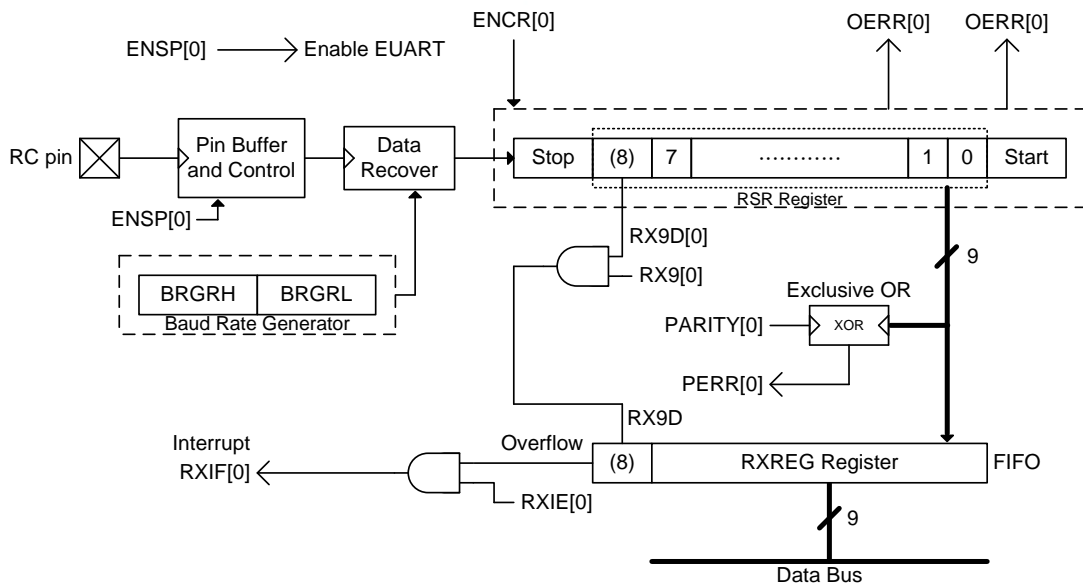 ENCR[0]
OERR[0]
OERR[0]
ENSP[0]
Enable EUART
RC pin
Pin Buffer
and Control
Data
Recover
Stop
(8)
7
............
1
0
Start
RSR Register
ENSP[0]
RX9D[0]
RX9[0]
9
BRGRH
BRGRL
Baud Rate Generator
Exclusive OR
PARITY[0]
XOR
PERR[0]
RX9D
Interrupt
RXIF[0]
Overflow
(8)
RXREG Register
FIFO
RXIE[0]
9
Data Bus